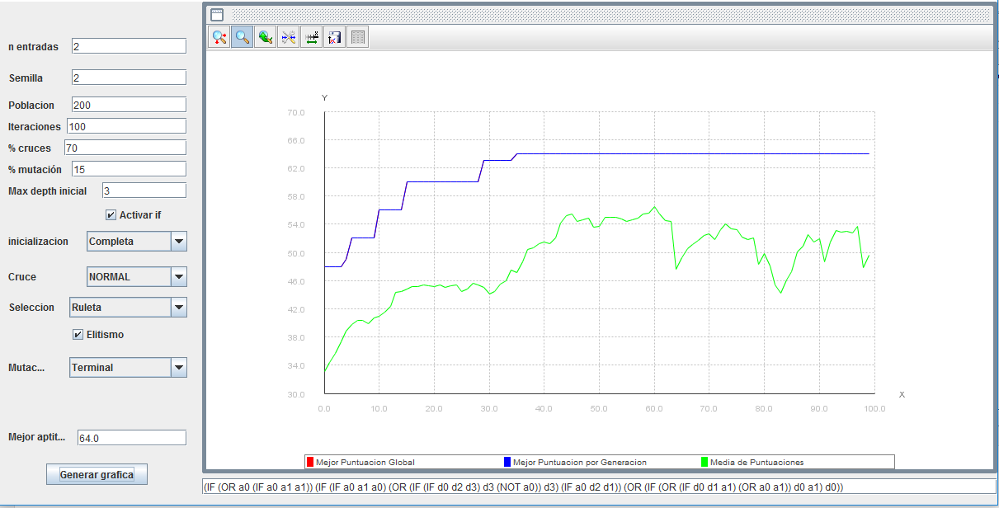 n entradas 2
Semilla 2
Poblacion 200
Iteraciones 100
% cruces 70
% mutación 15
Max depth inicial 3
Activar if
inicializacion Completa
Cruce NORMAL
Seleccion Ruleta
Elitismo
Mutac... Terminal
Mejor aptit... 64.0
Generar grafica
Y
70.0
66.0
62.0
58.0
54.0
50.0
46.0
42.0
38.0
34.0
30.0
0.0 10.0 20.0 30.0 40.0 50.0 60.0 70.0 80.0 90.0 100.0
X
Mejor Puntuacion Global Mejor Puntuacion por Generacion Media de Puntuaciones
(IF (OR a0 (IF a0 a1 a1)) (IF (IF a0 a1 a0) (OR (IF (IF d0 d2 d3) d3 (NOT a0)) d3) (IF a0 d2 d1)) (OR (IF (OR (IF d0 d1 a1) (OR a0 a1)) d0 a1) d0))